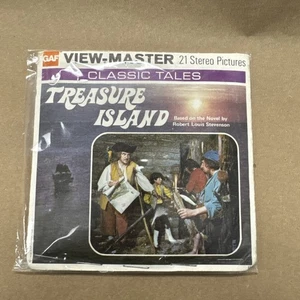 GAF VIEW-MASTER 21 Stereo Pictures
CLASSIC TALES
TREASURE
ISLAND
Based on the Novel by
Robert Louis Stevenson